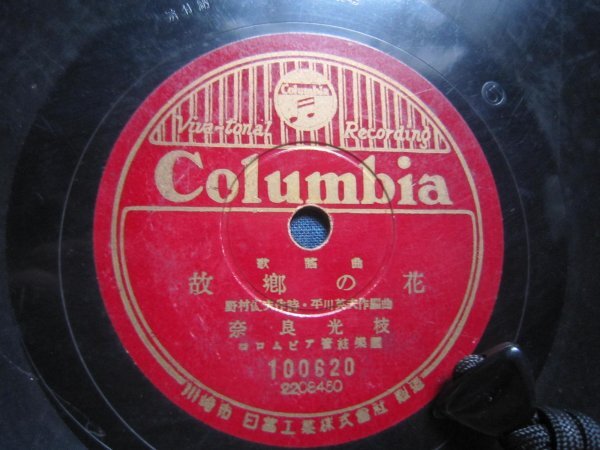 Columbia
Viva-tonal Recording
Columbia
歌謡曲
故郷の花
野村俊夫作詩・平川英夫作編曲
奈良光枝
コロムビア管絃楽團
100620
2208480
川崎市 日蓄工業株式會社 製造